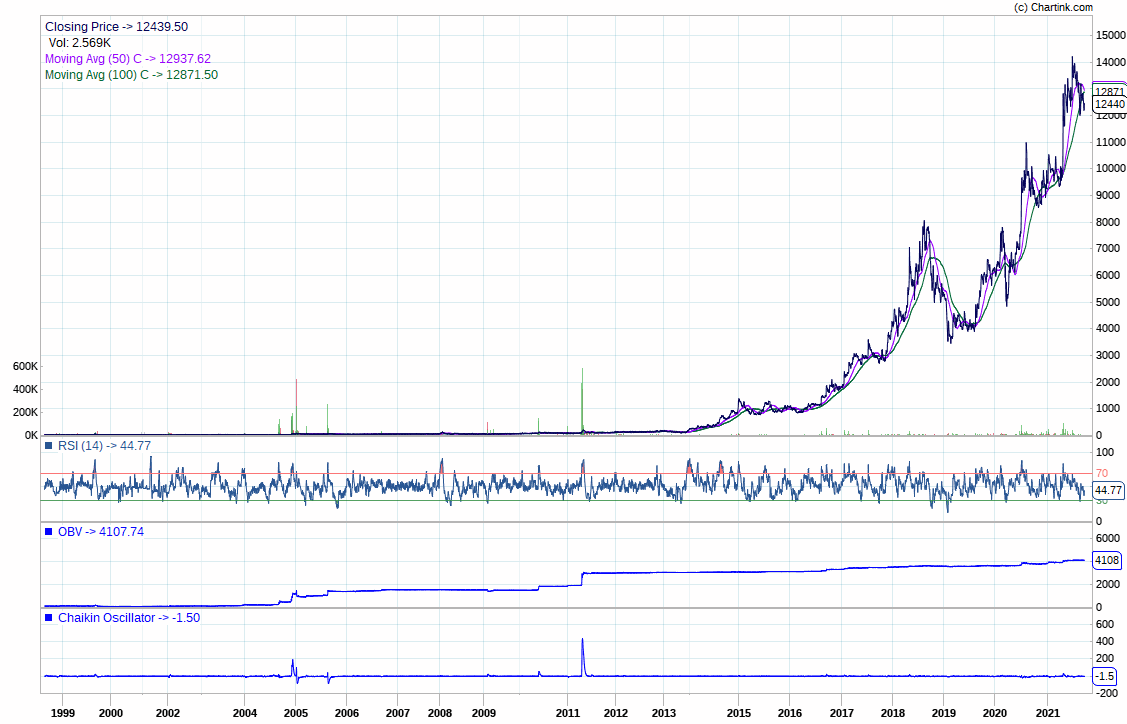 (c) Chartink.com
Closing Price -> 12439.50
Vol: 2.569K
Moving Avg (50) C -> 12937.62
Moving Avg (100) C -> 12871.50
15000
14000
12871
12440
12000
11000
10000
9000
8000
7000
6000
5000
4000
3000
2000
1000
0
600K
400K
200K
0K
RSI (14) -> 44.77
100
70
44.77
30
0
OBV -> 4107.74
6000
4108
2000
0
Chaikin Oscillator -> -1.50
600
400
200
-1.5
-200
1999 2000 2002 2004 2005 2006 2007 2008 2009 2011 2012 2013 2015 2016 2017 2018 2019 2020 2021